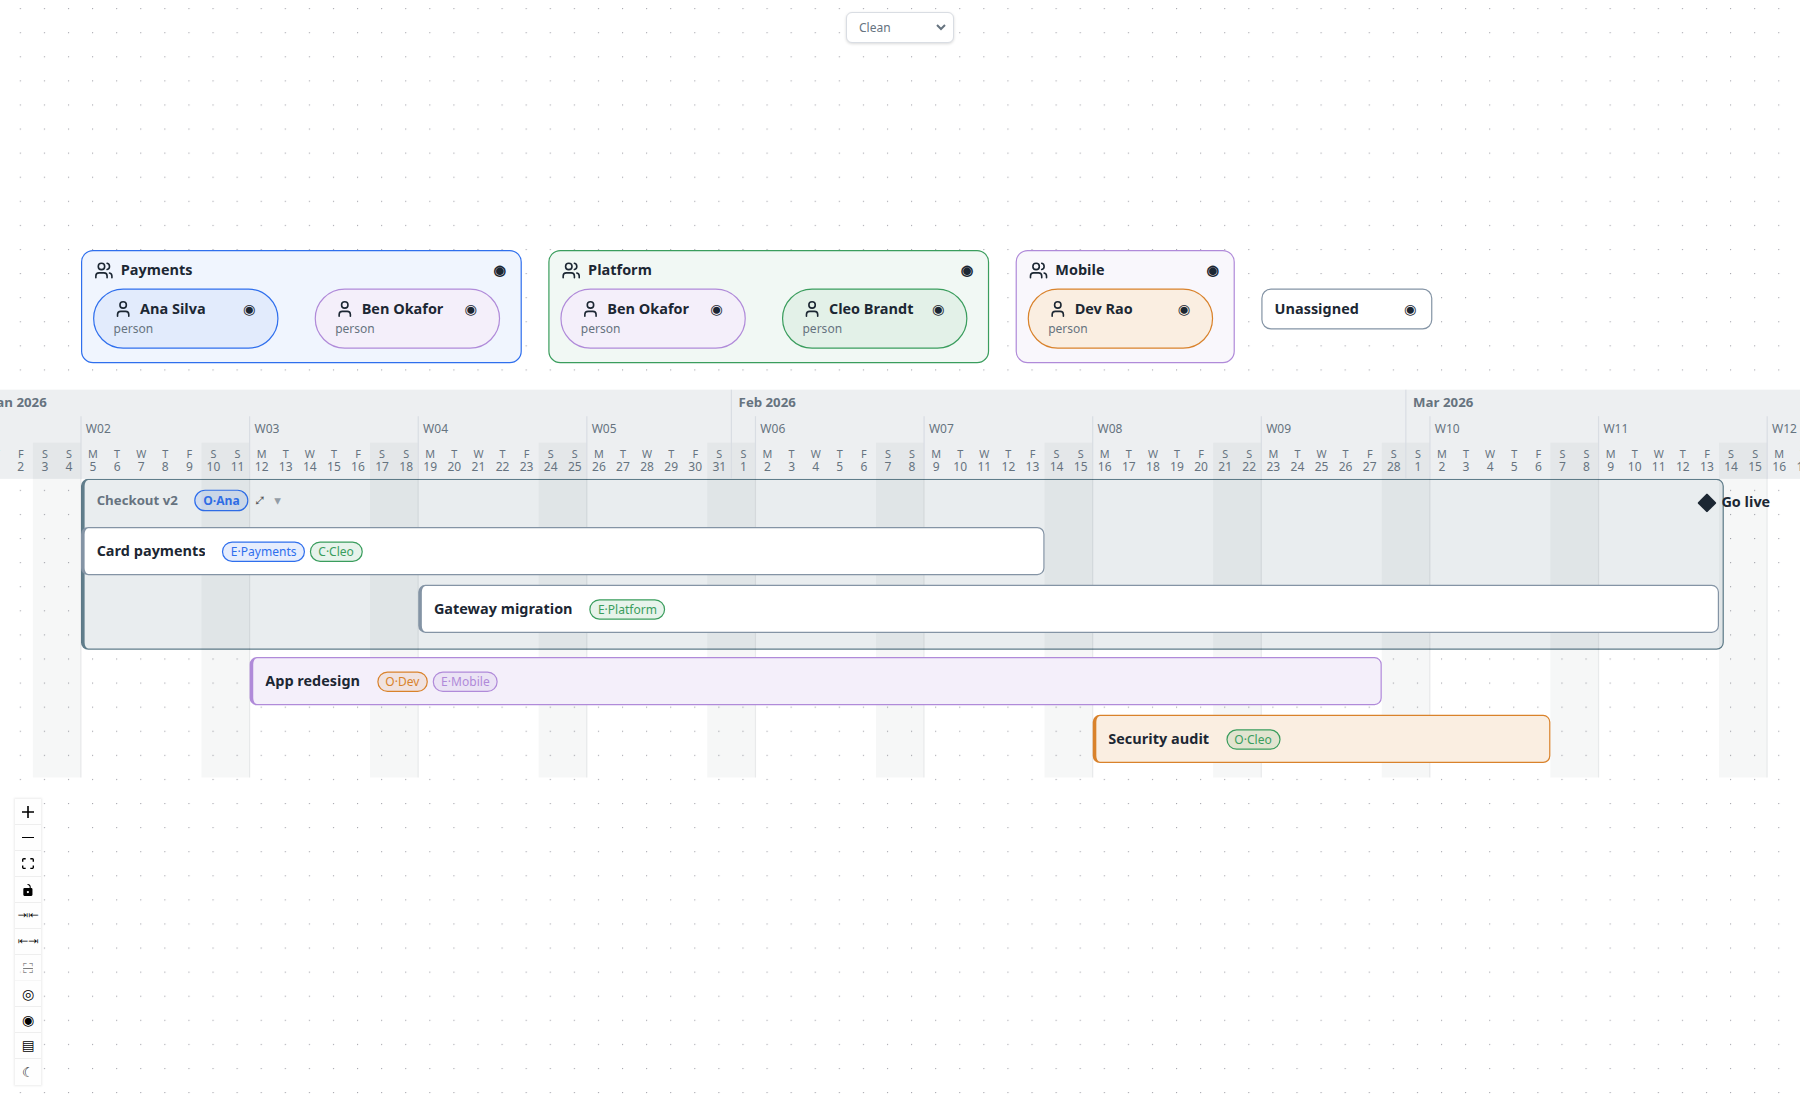 Clean
Payments
Ana Silva
person
Ben Okafor
person
Platform
Ben Okafor
person
Cleo Brandt
person
Mobile
Dev Rao
person
Unassigned
an 2026 Feb 2026 Mar 2026
W02 W03 W04 W05 W06 W07 W08 W09 W10 W11 W12
F S S M T W T F S S M T W T F S S M T W T F S S M T W T F S S M T W T F S S M T W T F S S M T W T F S S M T W T F S S M T W T F S S M T W T F S S M
2 3 4 5 6 7 8 9 10 11 12 13 14 15 16 17 18 19 20 21 22 23 24 25 26 27 28 29 30 31 1 2 3 4 5 6 7 8 9 10 11 12 13 14 15 16 17 18 19 20 21 22 23 24 25 26 27 28 1 2 3 4 5 6 7 8 9 10 11 12 13 14 15 16
Checkout v2 O·Ana
Go live
Card payments E·Payments C·Cleo
Gateway migration E·Platform
App redesign O·Dev E·Mobile
Security audit O·Cleo